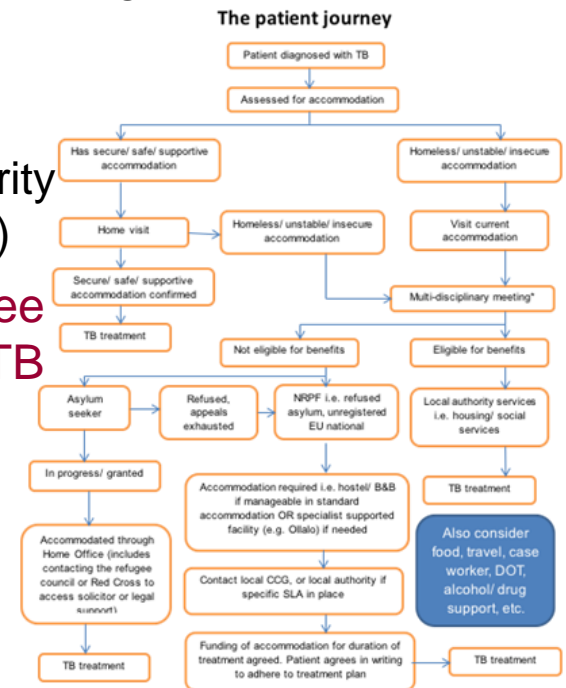 The patient journey
Patient diagnosed with TB
Assessed for accommodation
Has secure/ safe/ supportive
accommodation
Homeless/ unstable/ insecure
accommodation
rity
)
ee
TB
Home visit
Homeless/ unstable/ insecure
accommodation
Visit current
accommodation
Secure/ safe/ supportive
accommodation confirmed
Multi-disciplinary meeting*
TB treatment
Not eligible for benefits
Eligible for benefits
Asylum
seeker
Refused,
appeals
exhausted
NRPF i.e. refused
asylum, unregistered
EU national
Local authority services
i.e. housing/ social
services
In progress/ granted
Accommodation required i.e. hostel/ B&B
if manageable in standard
accommodation OR specialist supported
facility (e.g. Ollalo) if needed
TB treatment
Accommodated through
Home Office (includes
contacting the refugee
council or Red Cross to
access solicitor or legal
support)
Also consider
food, travel, case
worker, DOT,
alcohol/ drug
support, etc.
Contact local CCG, or local authority if
specific SLA in place
Funding of accommodation for duration of
treatment agreed. Patient agrees in writing
to adhere to treatment plan
TB treatment
TB treatment